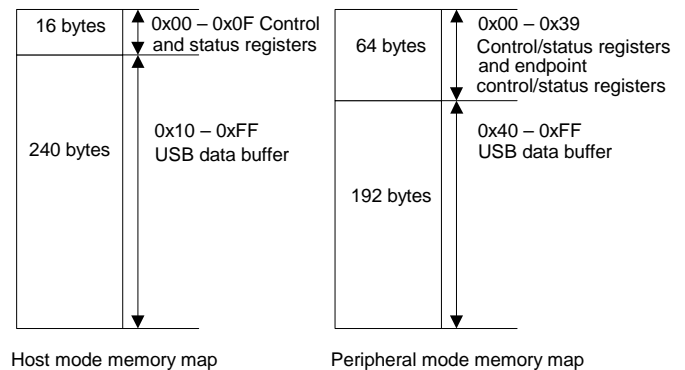 16 bytes
0x00 – 0x0F Control
and status registers
240 bytes
0x10 – 0xFF
USB data buffer
Host mode memory map
64 bytes
0x00 – 0x39
Control/status registers
and endpoint
control/status registers
192 bytes
0x40 – 0xFF
USB data buffer
Peripheral mode memory map